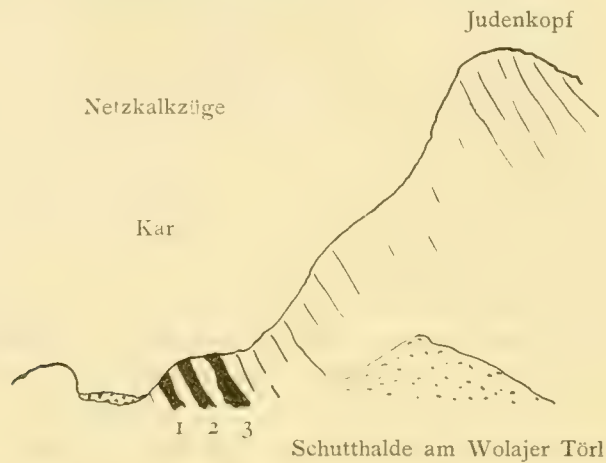 Judenkopf
Netzkalkzüge
Kar
1 2 3
Schutthalde am Wolajer Törl